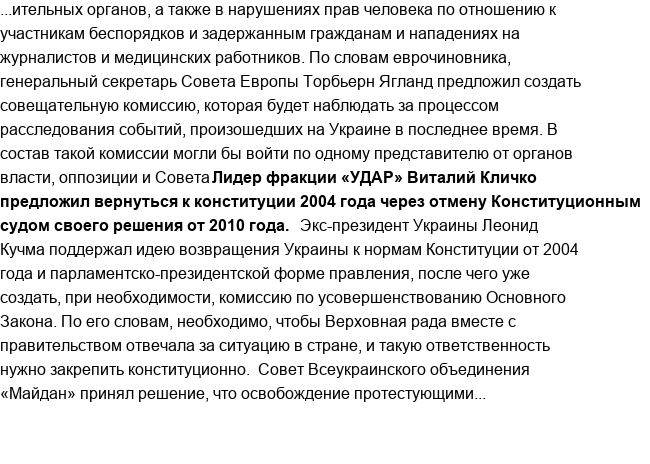 ...ительных органов, а также в нарушениях прав человека по отношению к
участникам беспорядков и задержанным гражданам и нападениях на
журналистов и медицинских работников. По словам еврочиновника,
генеральный секретарь Совета Европы Торбьерн Ягланд предложил создать
совещательную комиссию, которая будет наблюдать за процессом
расследования событий, произошедших на Украине в последнее время. В
состав такой комиссии могли бы войти по одному представителю от органов
власти, оппозиции и Совета Лидер фракции «УДАР» Виталий Кличко
предложил вернуться к конституции 2004 года через отмену Конституционным
судом своего решения от 2010 года. Экс-президент Украины Леонид
Кучма поддержал идею возвращения Украины к нормам Конституции от 2004
года и парламентско-президентской форме правления, после чего уже
создать, при необходимости, комиссию по усовершенствованию Основного
Закона. По его словам, необходимо, чтобы Верховная рада вместе с
правительством отвечала за ситуацию в стране, и такую ответственность
нужно закрепить конституционно. Совет Всеукраинского объединения
«Майдан» принял решение, что освобождение протестующими...